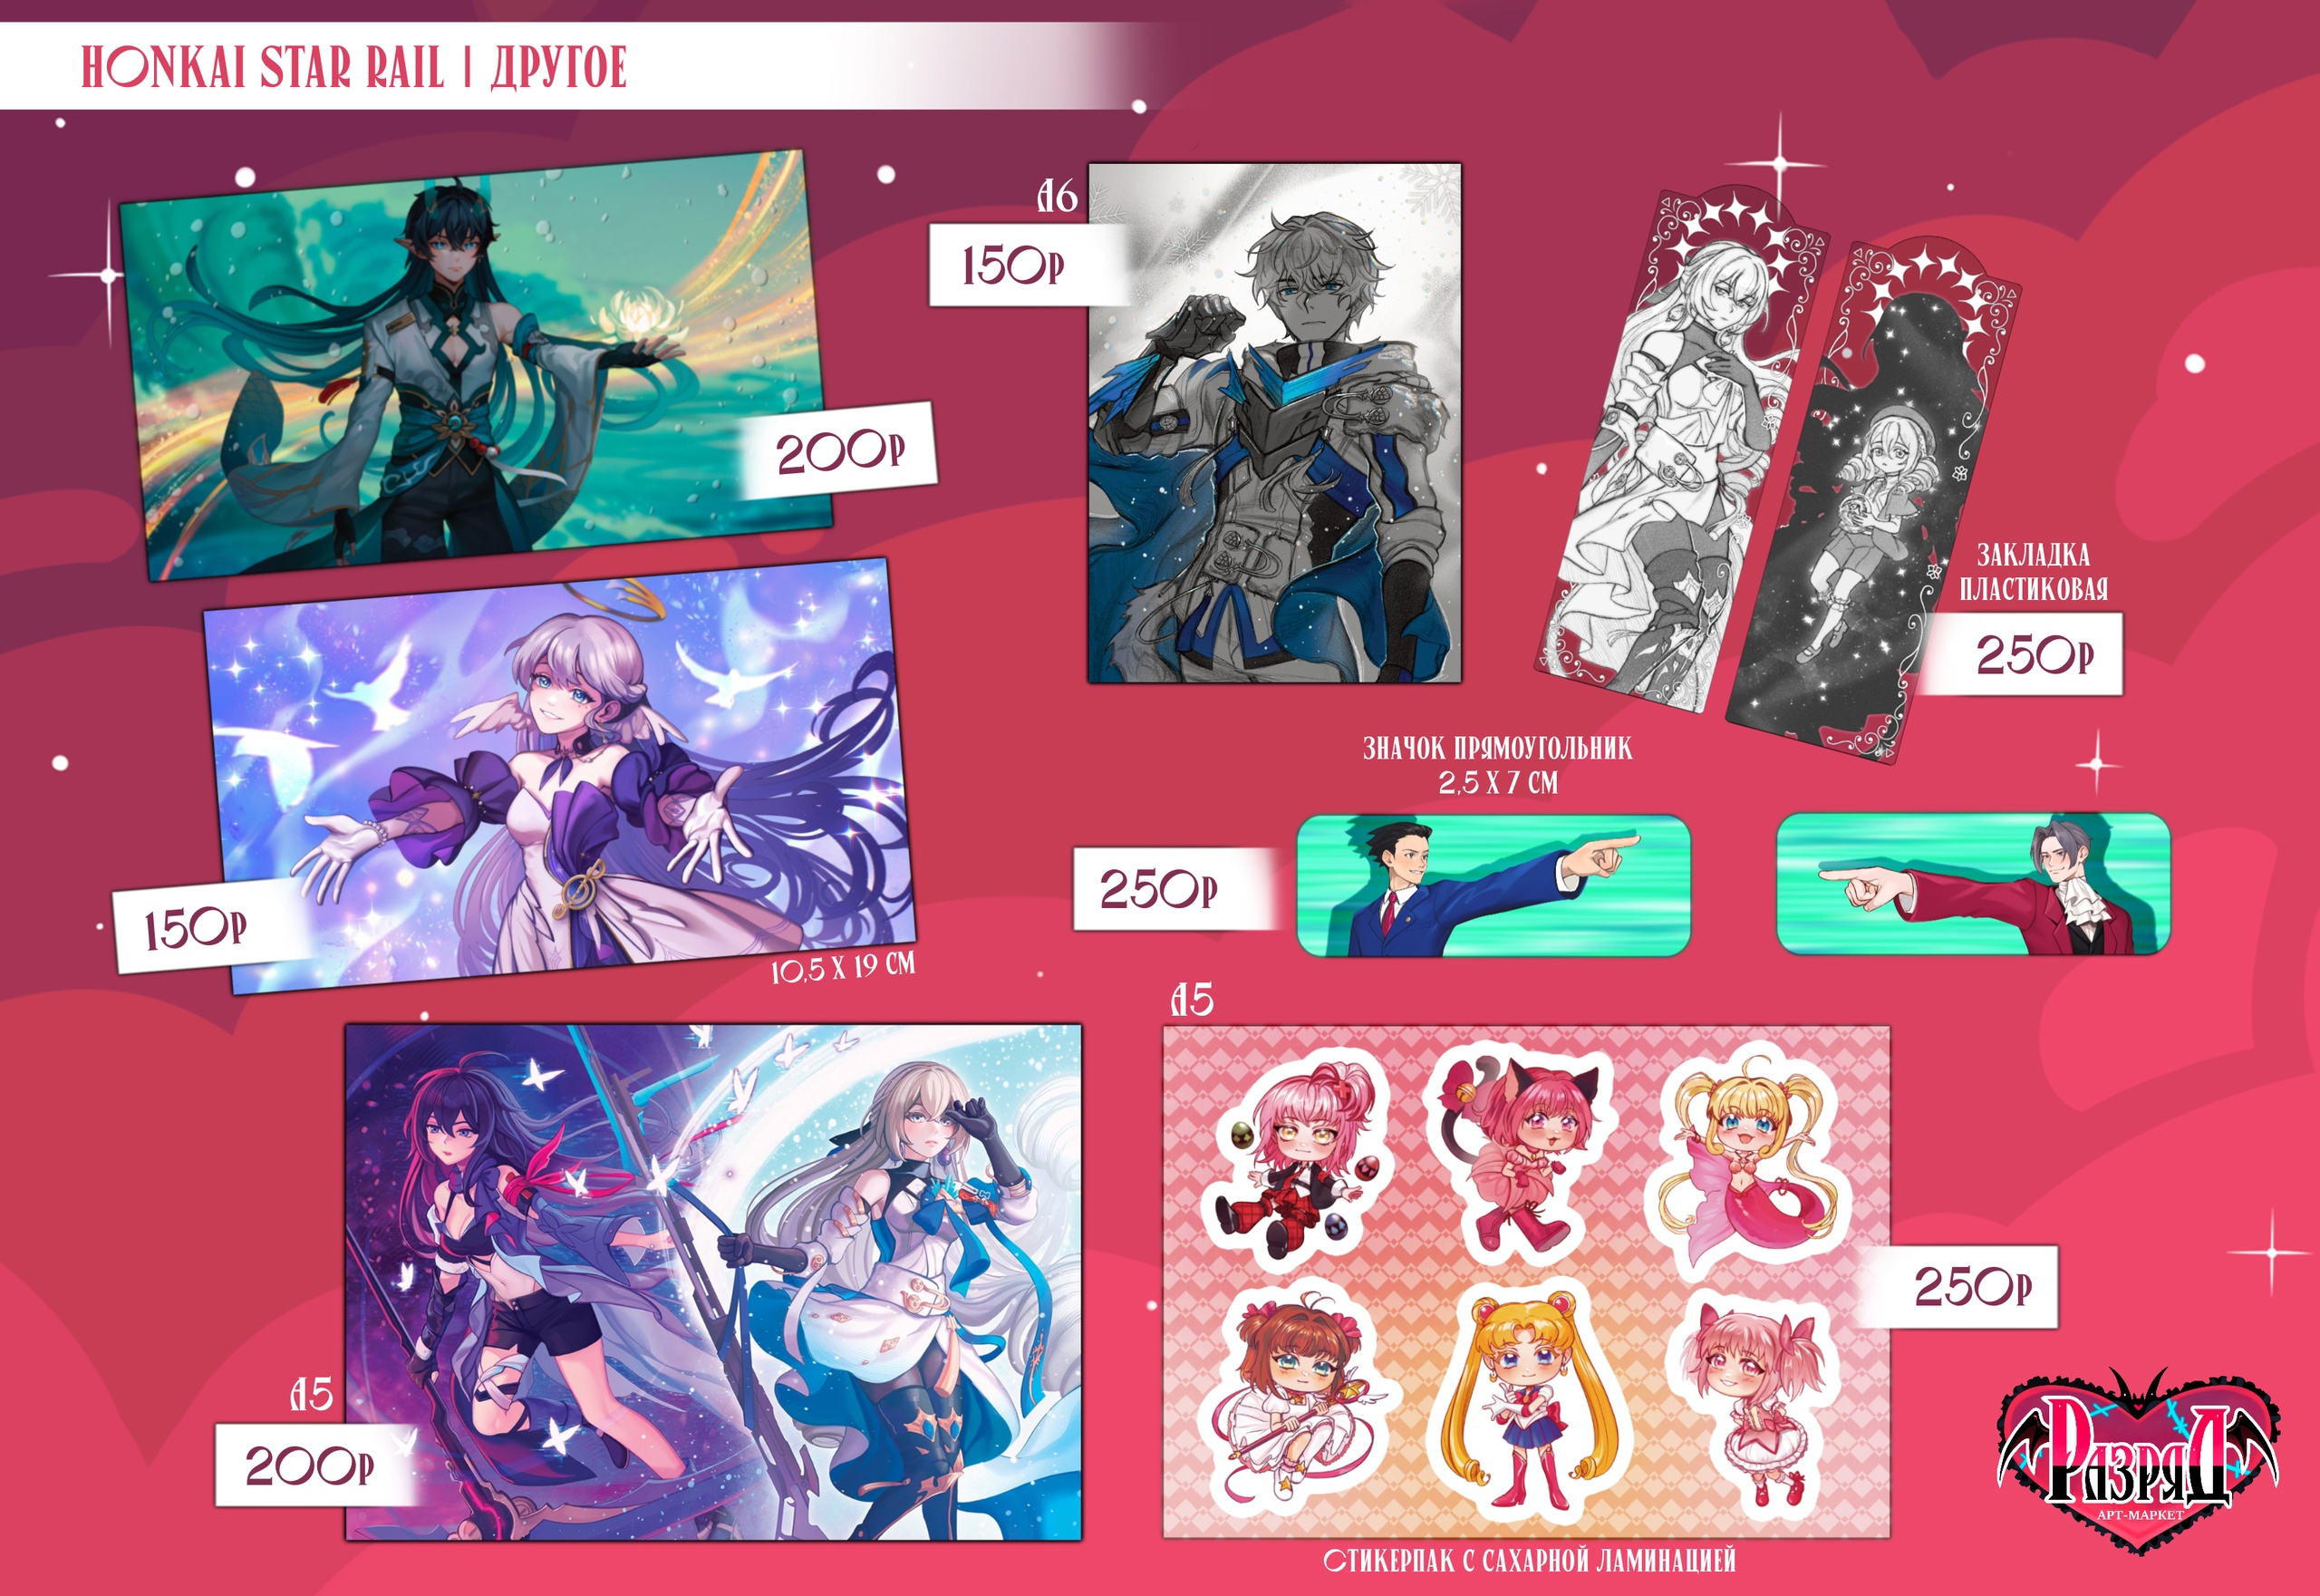 HONKAI STAR RAIL | ДРУГОЕ
200р
150р
10,5 X 19 СМ
А5
200р
А6
150р
ЗАКЛАДКА
ПЛАСТИКОВАЯ
250р
ЗНАЧОК ПРЯМОУГОЛЬНИК
2,5 X 7 СМ
250р
А5
250р
СТИКЕРПАК С САХАРНОЙ ЛАМИНАЦИЕЙ
РАЗРЯД
АРТ-МАРКЕТ